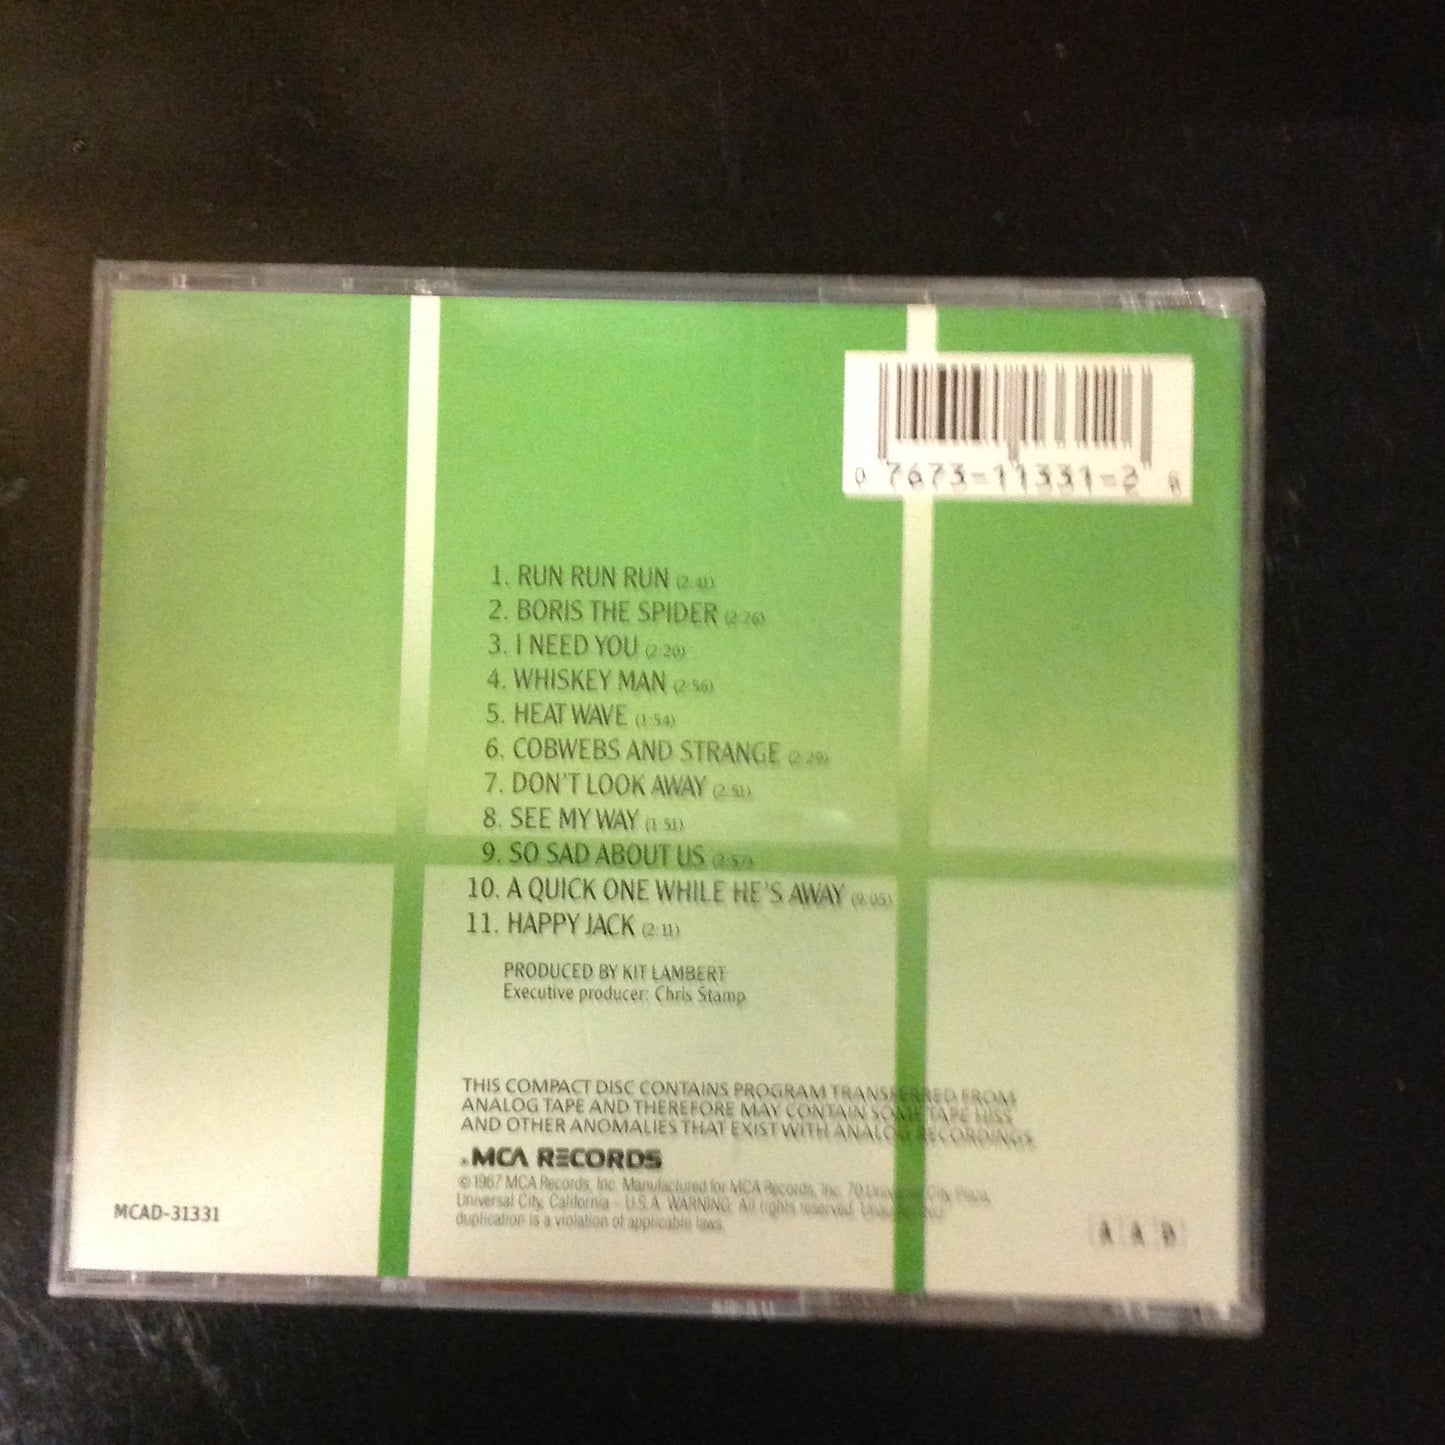 0 7673-11331-2 8
1. RUN RUN RUN (2:41)
2. BORIS THE SPIDER (2:26)
3. I NEED YOU (2:20)
4. WHISKEY MAN (2:56)
5. HEAT WAVE (1:54)
6. COBWEBS AND STRANGE (2:29)
7. DON'T LOOK AWAY (2:51)
8. SEE MY WAY (1:51)
9. SO SAD ABOUT US (2:57)
10. A QUICK ONE WHILE HE'S AWAY (9:05)
11. HAPPY JACK (2:11)
PRODUCED BY KIT LAMBERT
Executive producer: Chris Stamp
THIS COMPACT DISC CONTAINS PROGRAM TRANSFERRED FROM
ANALOG TAPE AND THEREFORE MAY CONTAIN SOME TAPE HISS
AND OTHER ANOMALIES THAT EXIST WITH ANALOG RECORDINGS.
MCA RECORDS
©1967 MCA Records, Inc. Manufactured for MCA Records, Inc. 70 Universal City Plaza,
Universal City, California – U.S.A. WARNING: All rights reserved. Unauthorized
duplication is a violation of applicable laws.
MCAD-31331
A A D